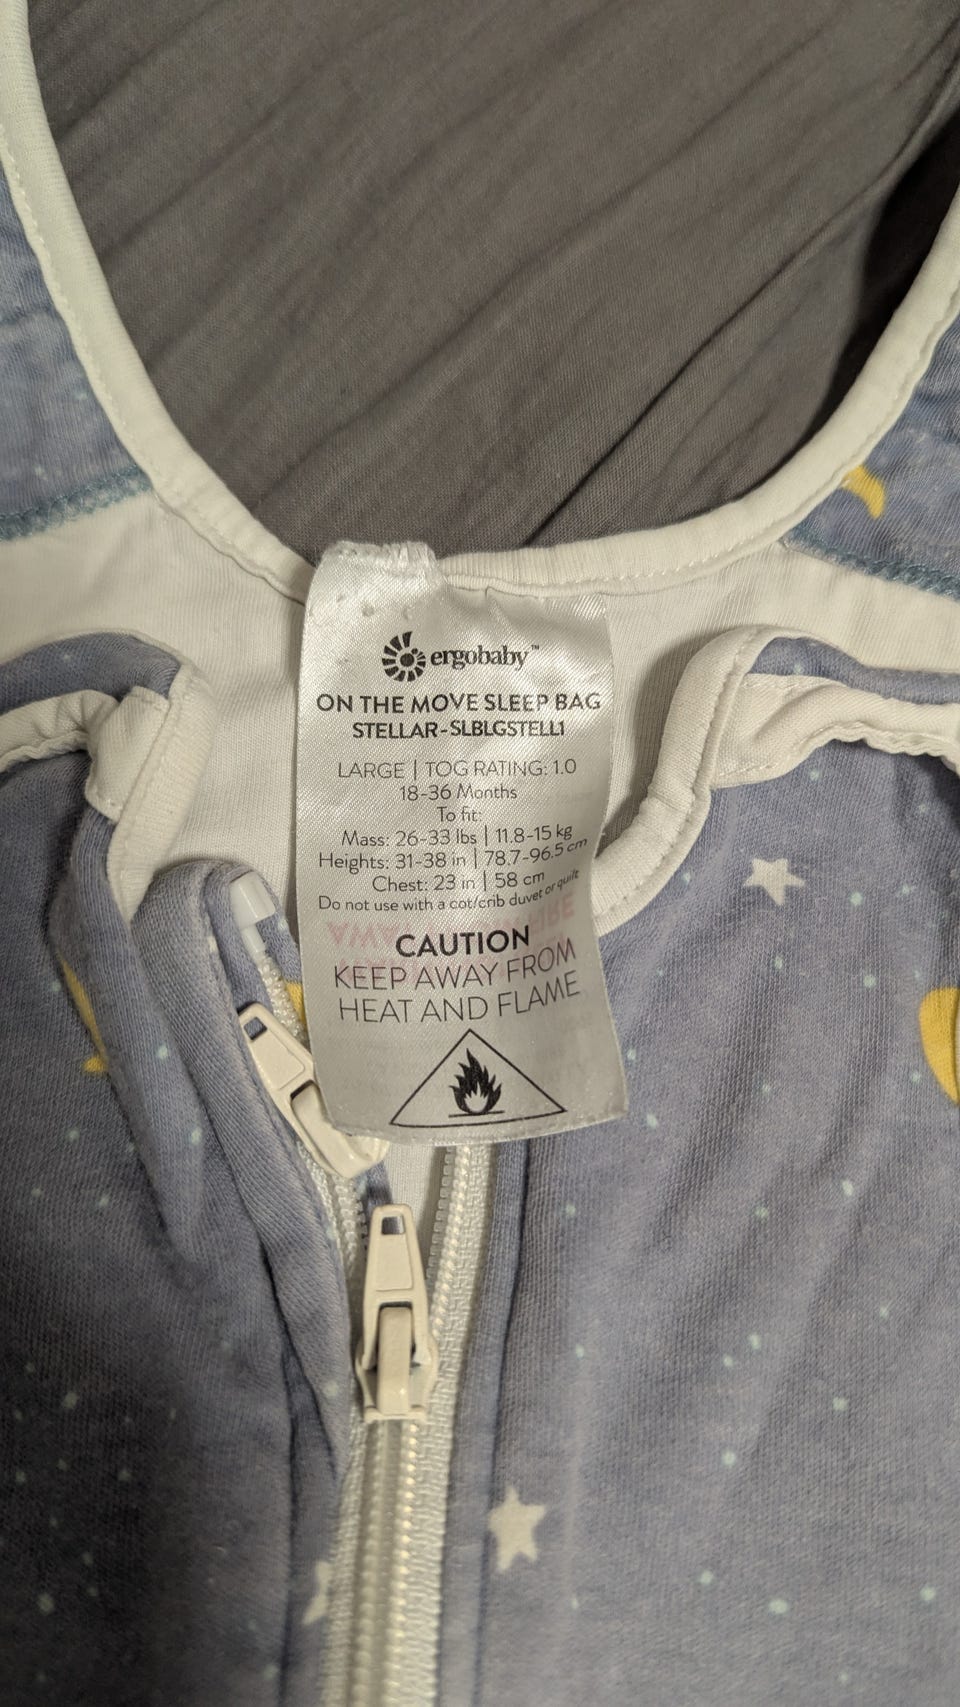 ergobaby™
ON THE MOVE SLEEP BAG
STELLAR-SLBLGSTELL1
LARGE | TOG RATING: 1.0
18-36 Months
To fit:
Mass: 26-33 lbs | 11.8-15 kg
Heights: 31-38 in | 78.7-96.5 cm
Chest: 23 in | 58 cm
Do not use with a cot/crib duvet or quilt
CAUTION
KEEP AWAY FROM
HEAT AND FLAME